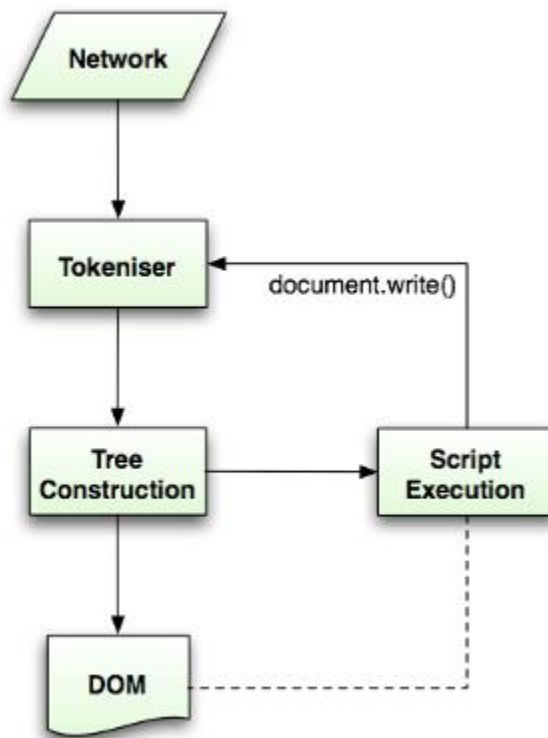 Network
Tokeniser
document.write()
Tree
Construction
Script
Execution
DOM